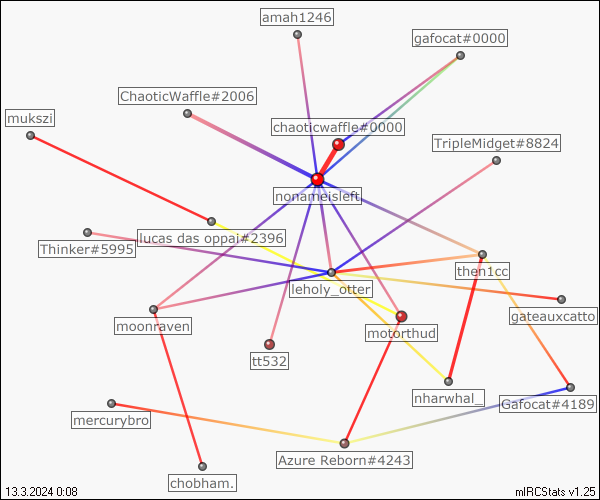 amah1246
gafocat#0000
ChaoticWaffle#2006
mukszi
chaoticwaffle#0000
TripleMidget#8824
nonameisleft
lucas das oppai#2396
Thinker#5995
then1cc
leholy_otter
gateauxcatto
moonraven
motorthud
tt532
nharwhal_
Gafocat#4189
mercurybro
Azure Reborn#4243
chobham.
13.3.2024 0:08
mIRCStats v1.25